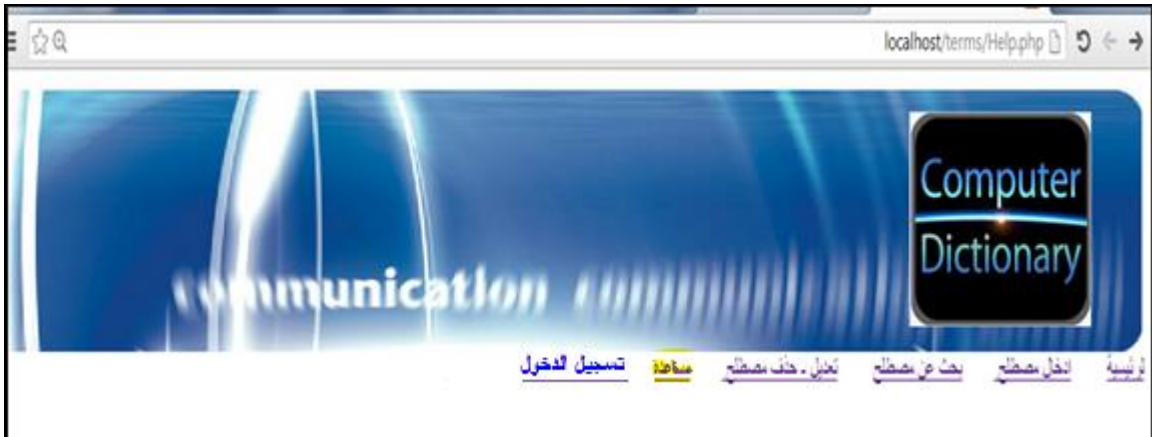 localhost/terms/Help.php
Computer
Dictionary
communication
الرئيسية ادخال مصطلح بحث عن مصطلح تعديل - حذف مصطلح مساعدة تسجيل الدخول